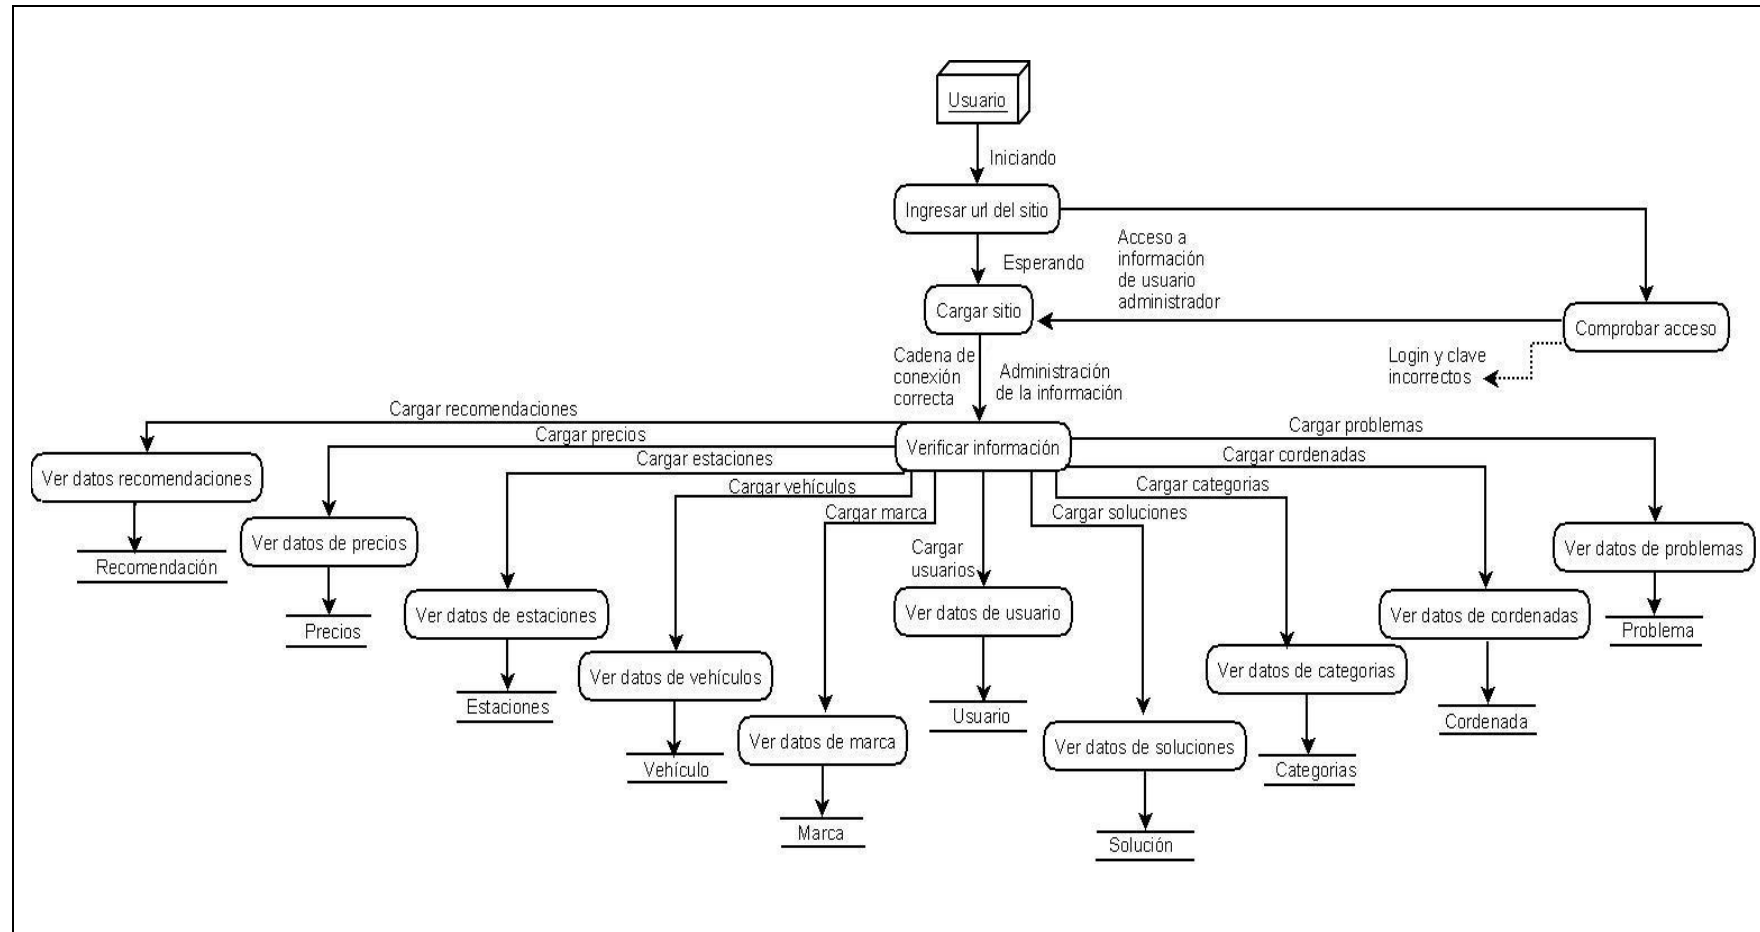 Usuario
Iniciando
Ingresar url del sitio
Esperando
Acceso a
información
de usuario
administrador
Cargar sitio
Comprobar acceso
Cadena de
conexión
correcta
Administración
de la información
Login y clave
incorrectos
Cargar recomendaciones
Cargar precios
Cargar estaciones
Cargar vehículos
Cargar marca
Verificar información
Cargar problemas
Cargar cordenadas
Cargar categorias
Cargar soluciones
Cargar
usuarios
Ver datos recomendaciones
Recomendación
Ver datos de precios
Precios
Ver datos de estaciones
Estaciones
Ver datos de vehículos
Vehículo
Ver datos de marca
Marca
Ver datos de usuario
Usuario
Ver datos de soluciones
Solución
Ver datos de categorias
Categorias
Ver datos de cordenadas
Cordenada
Ver datos de problemas
Problema